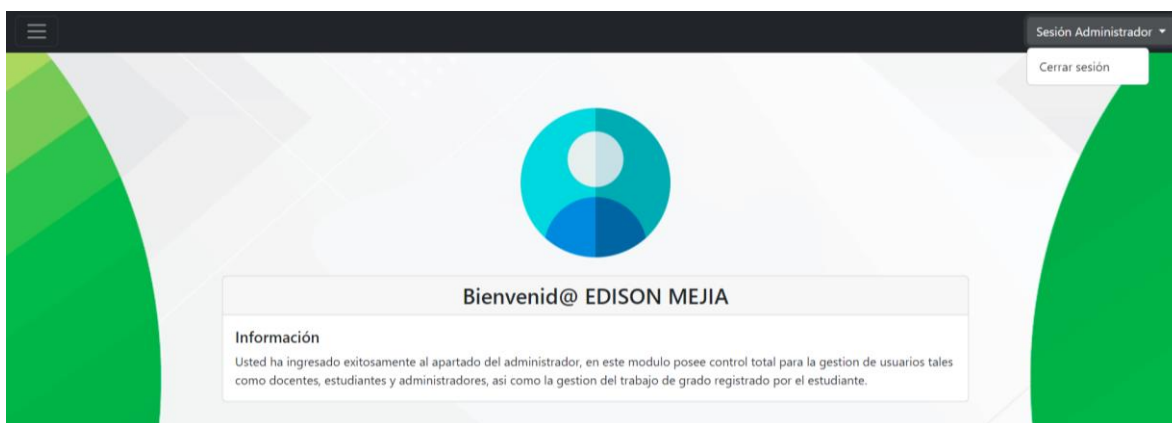 Sesión Administrador
Cerrar sesión
Bienvenid@ EDISON MEJIA
Información
Usted ha ingresado exitosamente al apartado del administrador, en este modulo posee control total para la gestion de usuarios tales
como docentes, estudiantes y administradores, asi como la gestion del trabajo de grado registrado por el estudiante.